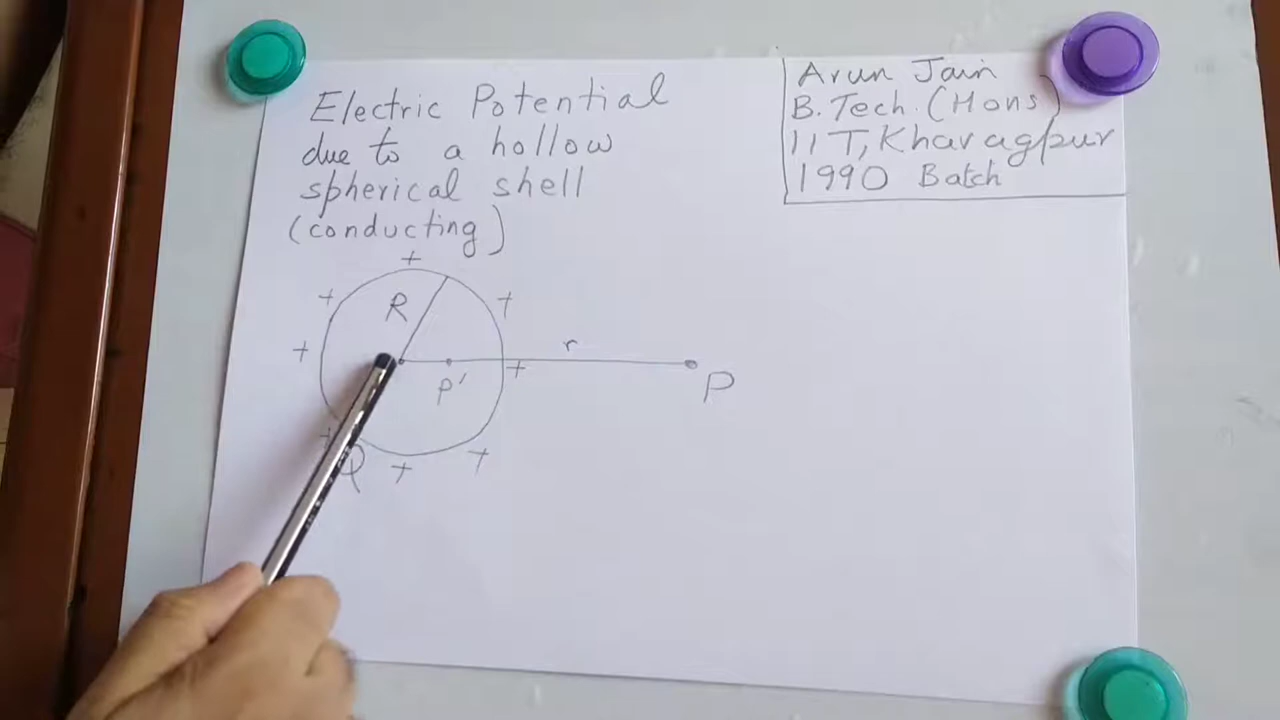 Electric Potential
due to a hollow
spherical shell
(conducting)
Arun Jain
B.Tech. (Hons)
IIT, Kharagpur
1990 Batch
+
+
R
+
+
r
+
P'
P
+
Q
+
+